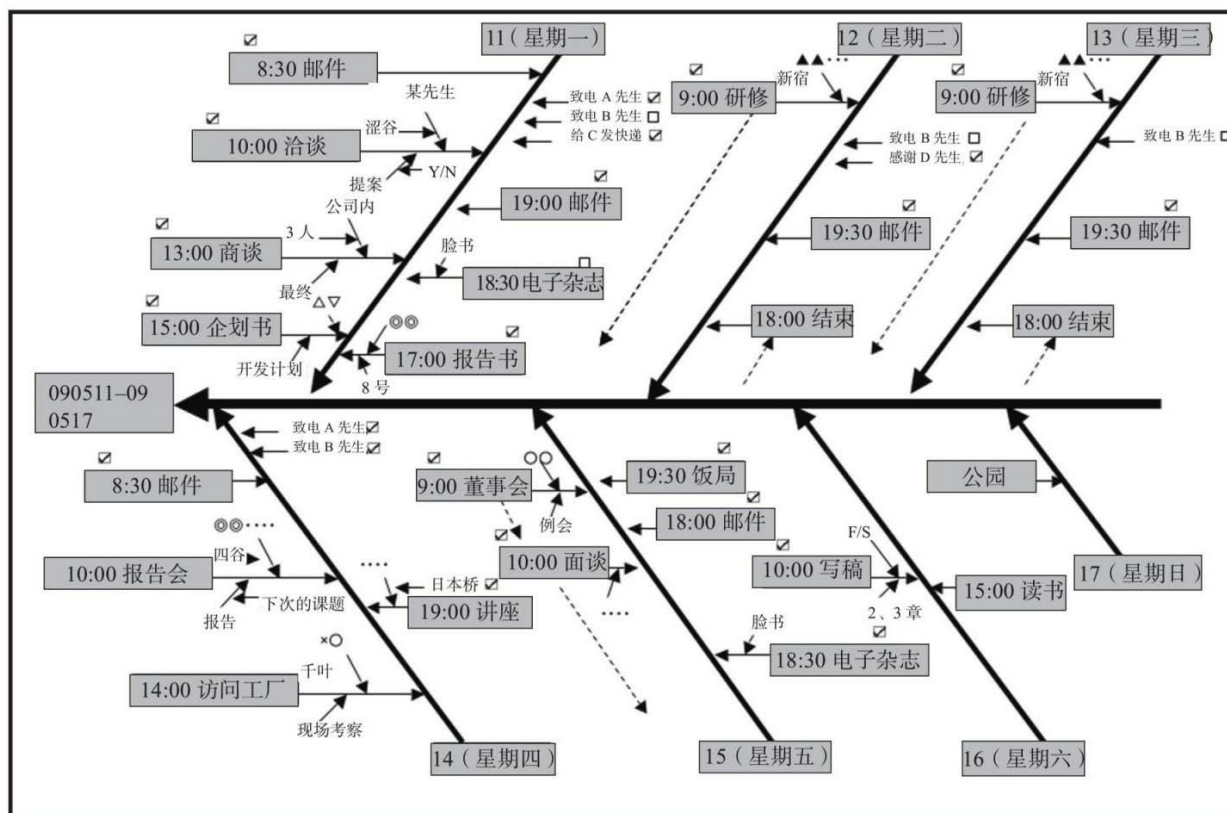 11（星期一）
8:30 邮件
某先生
涩谷
10:00 洽谈
提案
Y/N
公司内
3 人
13:00 商谈
最终
△▽
15:00 企划书
开发计划
致电 A 先生
致电 B 先生
给 C 发快递
19:00 邮件
脸书
18:30 电子杂志
◎◎
17:00 报告书
8 号
12（星期二）
▲▲····
新宿
9:00 研修
致电 B 先生
感谢 D 先生
19:30 邮件
18:00 结束
13（星期三）
▲▲····
新宿
9:00 研修
致电 B 先生
19:30 邮件
18:00 结束
090511–09
0517
致电 A 先生
致电 B 先生
8:30 邮件
◎◎····
四谷
10:00 报告会
下次的课题
报告
····
日本桥
19:00 讲座
×○
千叶
14:00 访问工厂
现场考察
14（星期四）
○○
9:00 董事会
例会
19:30 饭局
18:00 邮件
10:00 面谈
····
脸书
18:30 电子杂志
15（星期五）
F/S
10:00 写稿
2、3 章
15:00 读书
16（星期六）
公园
17（星期日）